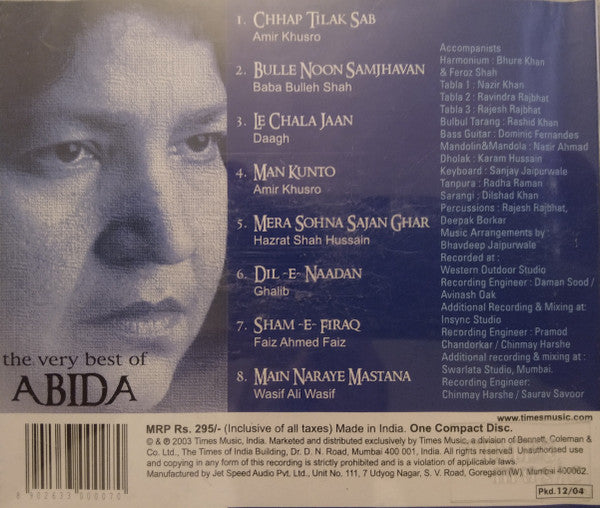 1. CHHAP TILAK SAB
Amir Khusro
2. BULLE NOON SAMJHAVAN
Baba Bulleh Shah
3. LE CHALA JAAN
Daagh
4. MAN KUNTO
Amir Khusro
5. MERA SOHNA SAJAN GHAR
Hazrat Shah Hussain
6. DIL -E- NAADAN
Ghalib
7. SHAM -E- FIRAQ
Faiz Ahmed Faiz
8. MAIN NARAYE MASTANA
Wasif Ali Wasif
Accompanists
Harmonium : Bhure Khan
& Feroz Shah
Tabla 1 : Nazir Khan
Tabla 2 : Ravindra Rajbhat
Tabla 3 : Rajesh Rajbhat
Bulbul Tarang : Rashid Khan
Bass Guitar : Dominic Fernandes
Mandolin&Mandola : Nasir Ahmad
Dholak : Karam Hussain
Keyboard : Sanjay Jaipurwale
Tanpura : Radha Raman
Sarangi : Dilshad Khan
Percussions : Rajesh Rajbhat,
Deepak Borkar
Music Arrangements by :
Bhavdeep Jaipurwale
Recorded at :
Western Outdoor Studio
Recording Engineer : Daman Sood /
Avinash Oak
Additional Recording & Mixing at :
Insync Studio
Recording Engineer : Pramod
Chandorkar / Chinmay Harshe
Additional recording & mixing at :
Swarlata Studio, Mumbai.
Recording Engineer:
Chinmay Harshe / Saurav Savoor
the very best of
ABIDA
www.timesmusic.com
MRP Rs. 295/- (Inclusive of all taxes) Made in India. One Compact Disc.
© & ℗ 2003 Times Music, India. Marketed and distributed exclusively by Times Music, a division of Bennett, Coleman &
Co. Ltd., The Times of India Building, Dr. D. N. Road, Mumbai 400 001, India. All rights reserved. Unauthorised use
and copying in any form of this recording is strictly prohibited and is a violation of applicable laws.
Manufactured by Jet Speed Audio Pvt. Ltd., Unit No. 111, 7 Udyog Nagar, S. V. Road, Goregaon (W), Mumbai 400062.
8 902633 000070
Pkd. 12/04